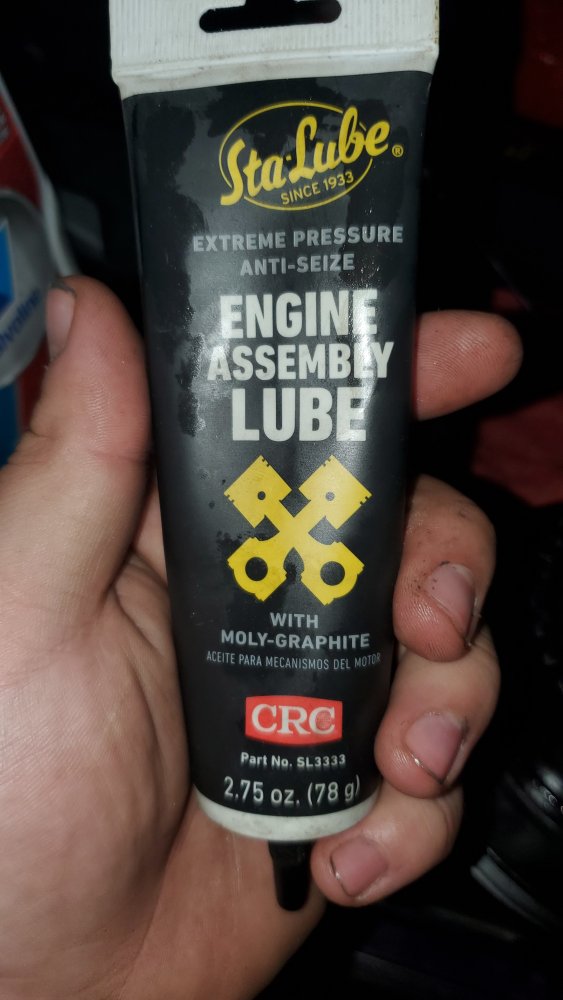 Sta-Lube®
SINCE 1933
EXTREME PRESSURE
ANTI-SEIZE
ENGINE
ASSEMBLY
LUBE
WITH
MOLY-GRAPHITE
ACEITE PARA MECANISMOS DEL MOTOR
CRC
Part No. SL3333
2.75 oz. (78 g)